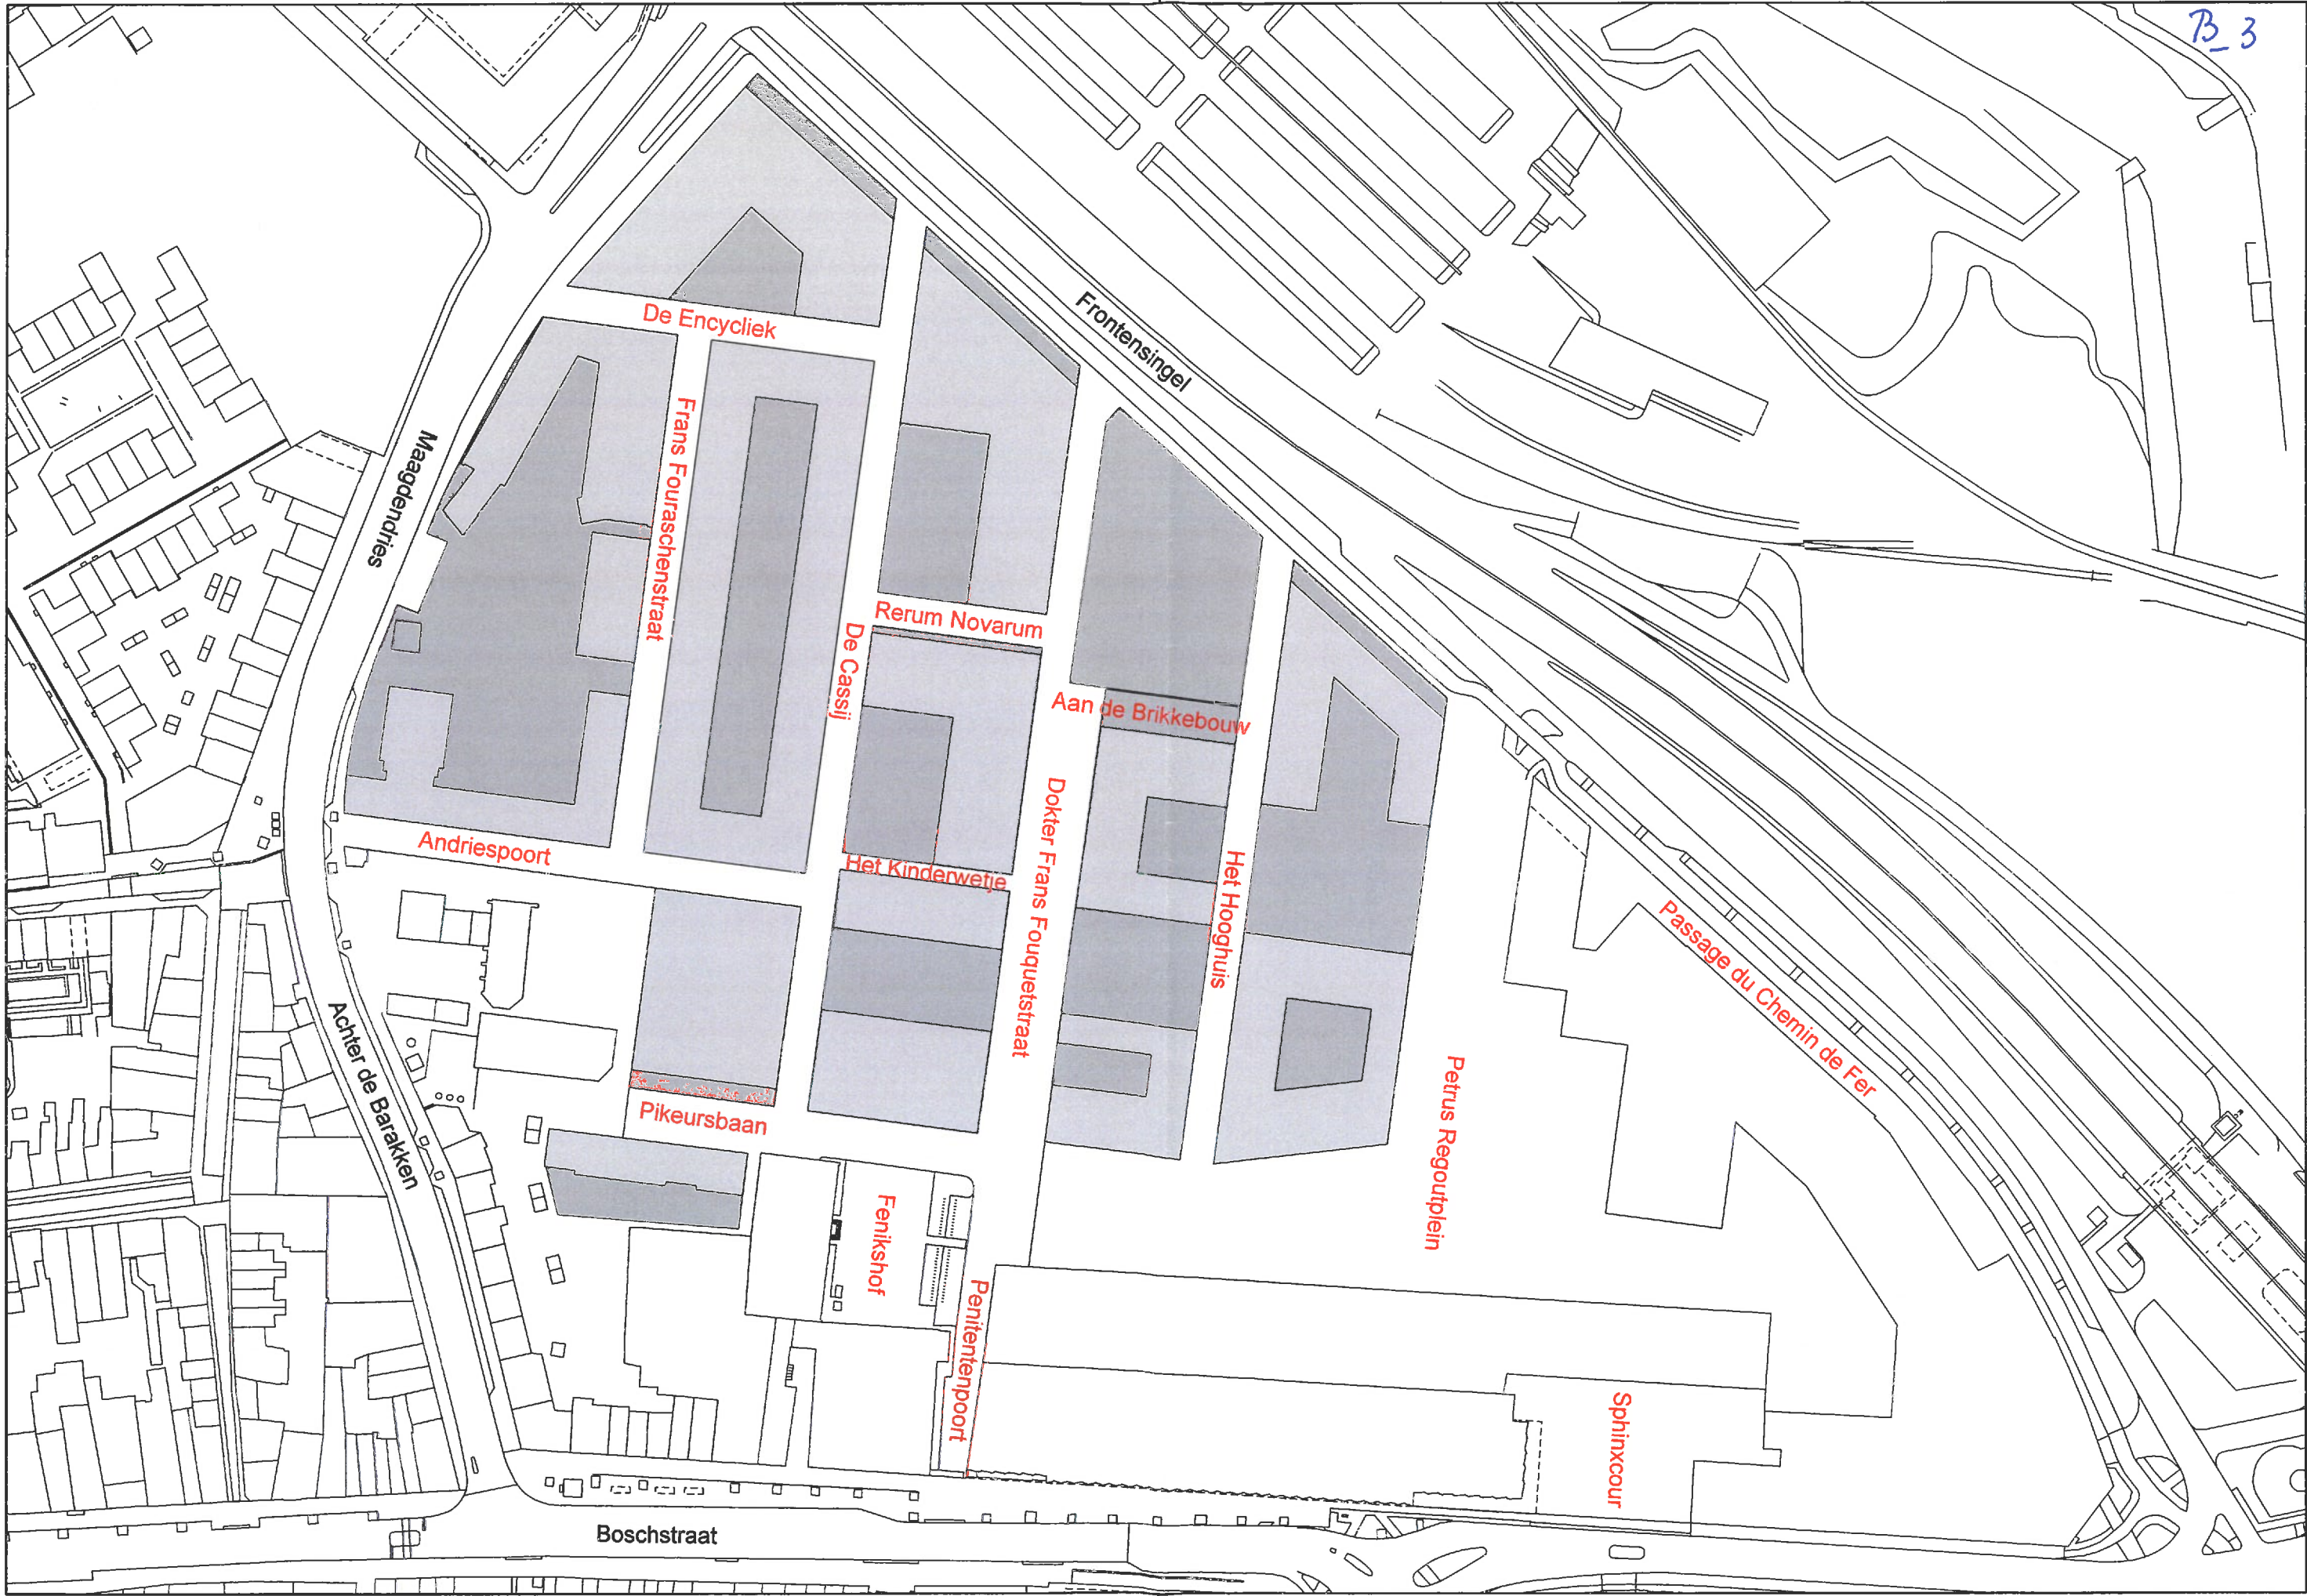 B_3
Frontensingel
De Encycliek
Frans Fouraschenstraat
Maagdendries
Rerum Novarum
De Cassij
Aan de Brikkebouw
Dokter Frans Fouquetstraat
Andriespoort
Het Kinderwetje
Het Hooghuis
Passage du Chemin de Fer
Achter de Barakken
Petrus Regoutplein
Pikeursbaan
Fenikshof
Penitentenpoort
Sphinxcour
Boschstraat